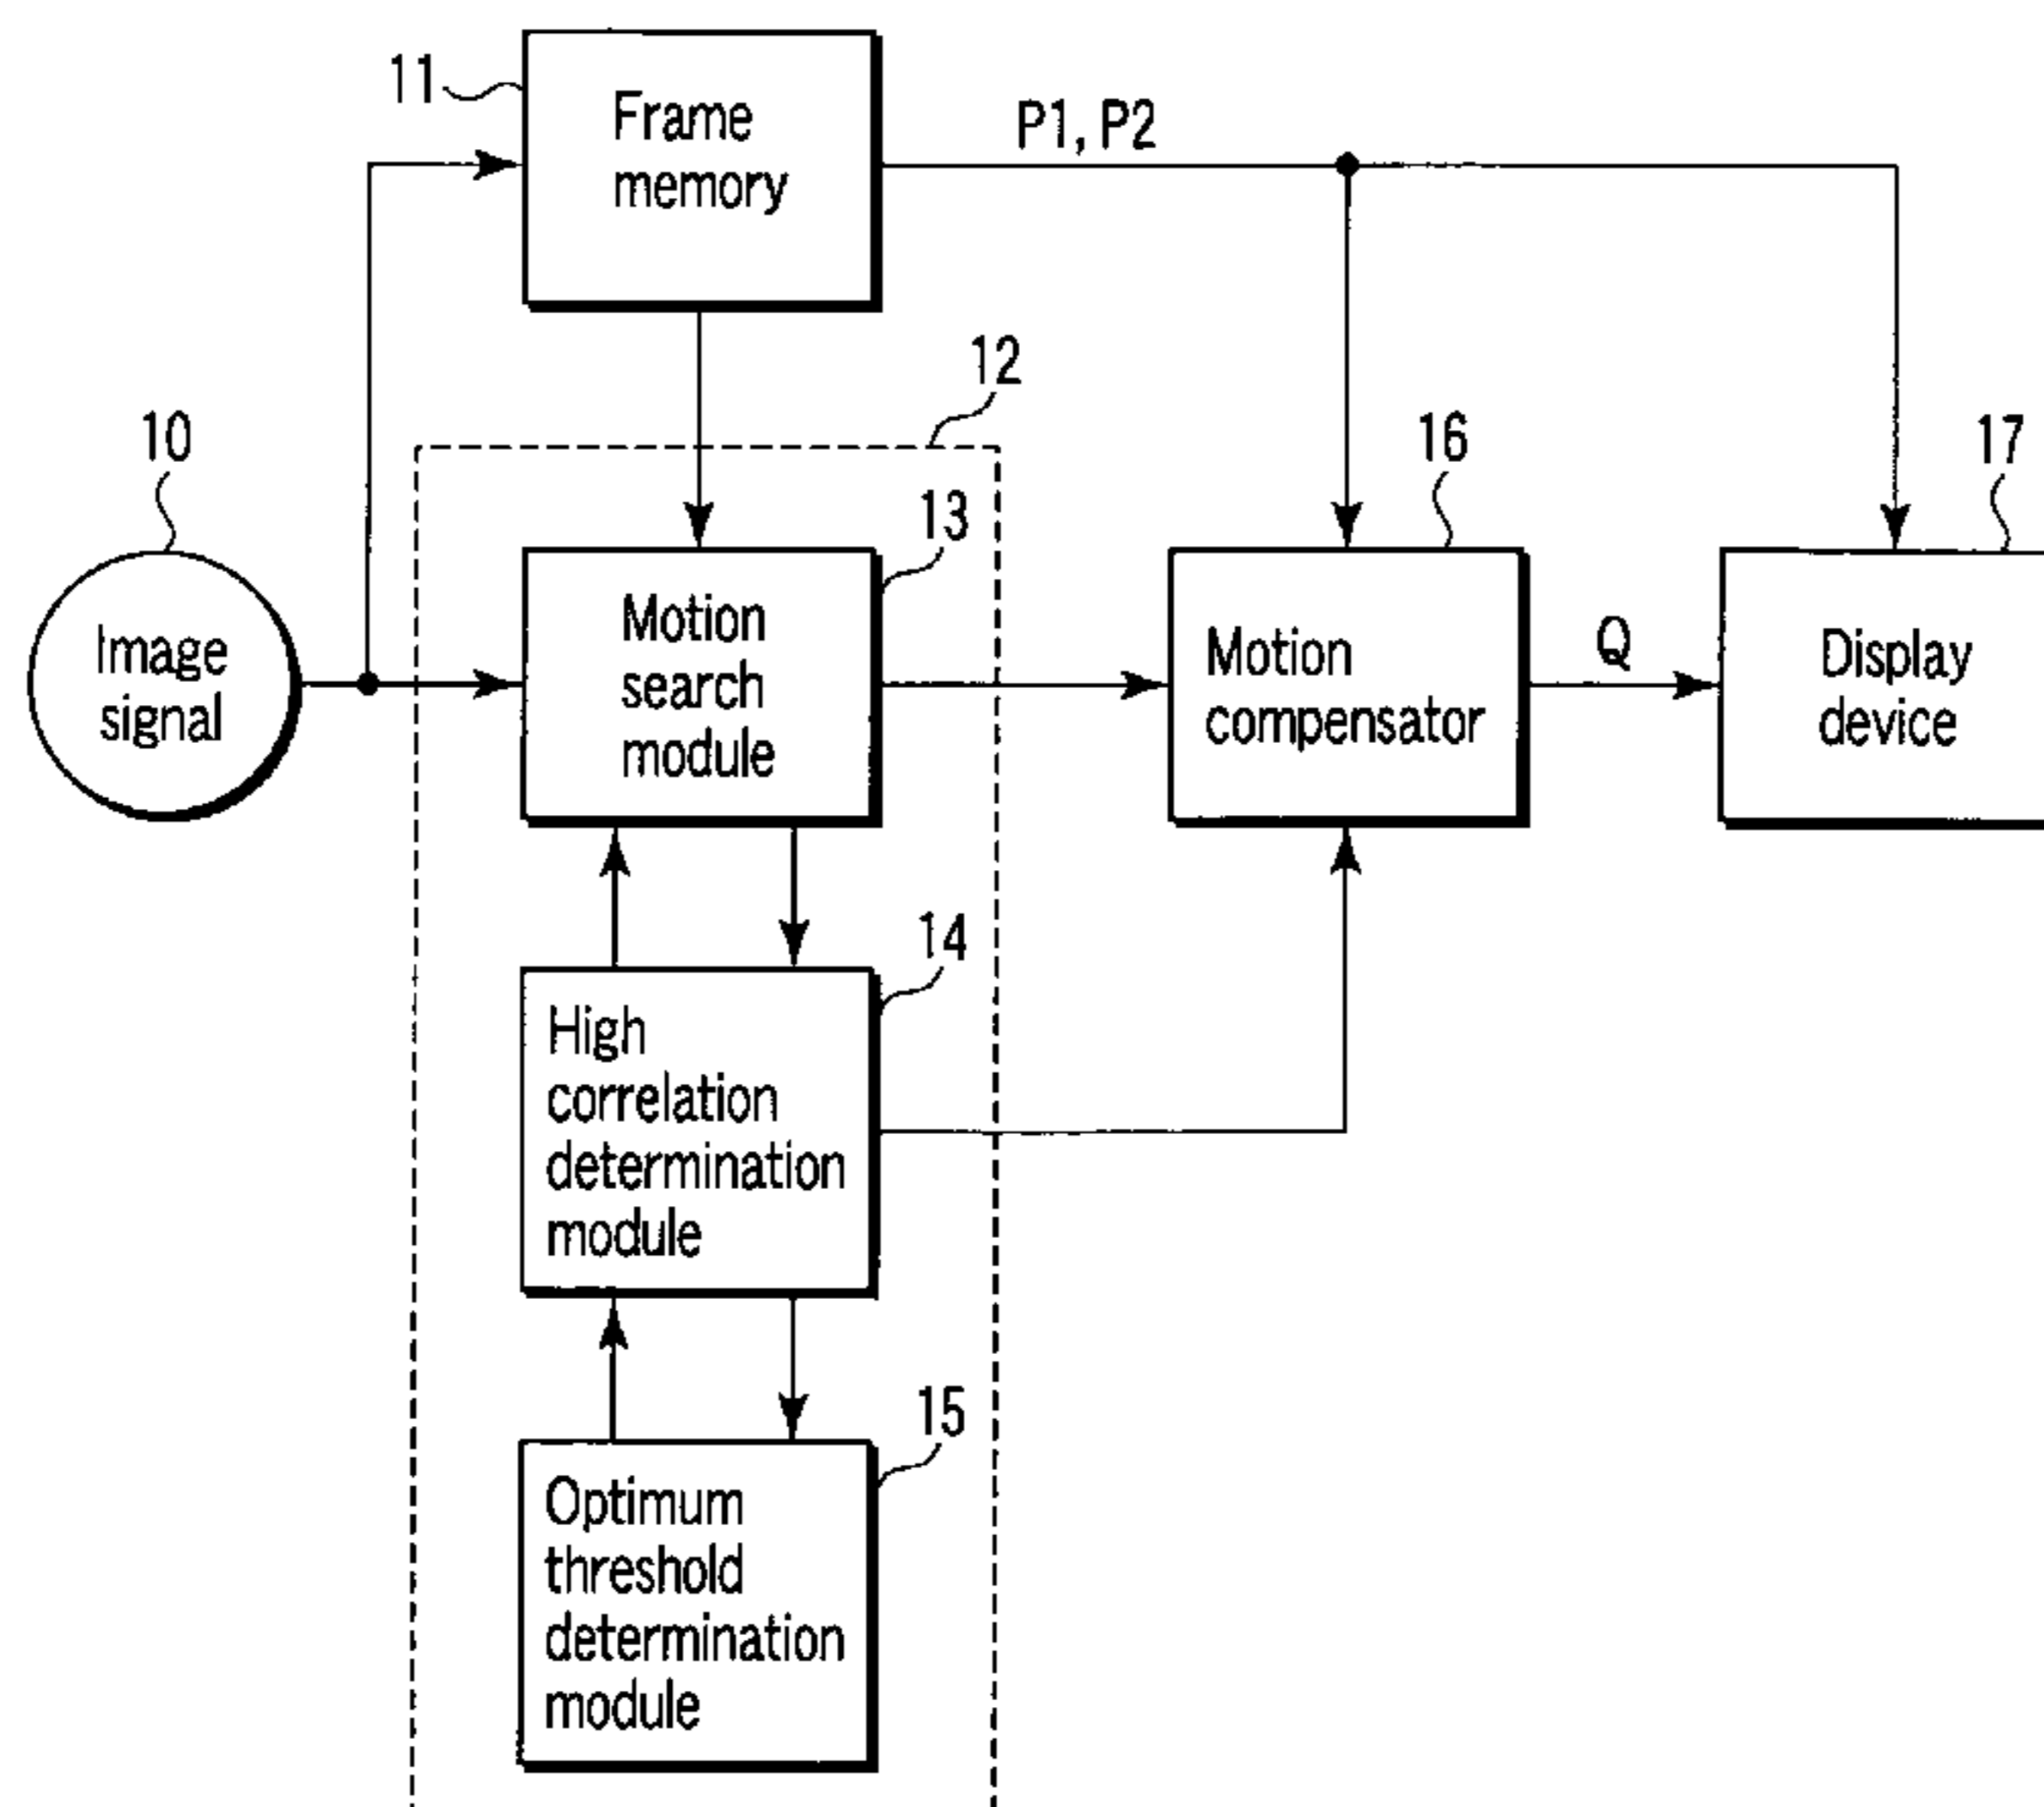 11
Frame
memory
P1, P2
12
10
13
16
17
Image
signal
Motion
search
module
Motion
compensator
Q
Display
device
14
High
correlation
determination
module
15
Optimum
threshold
determination
module